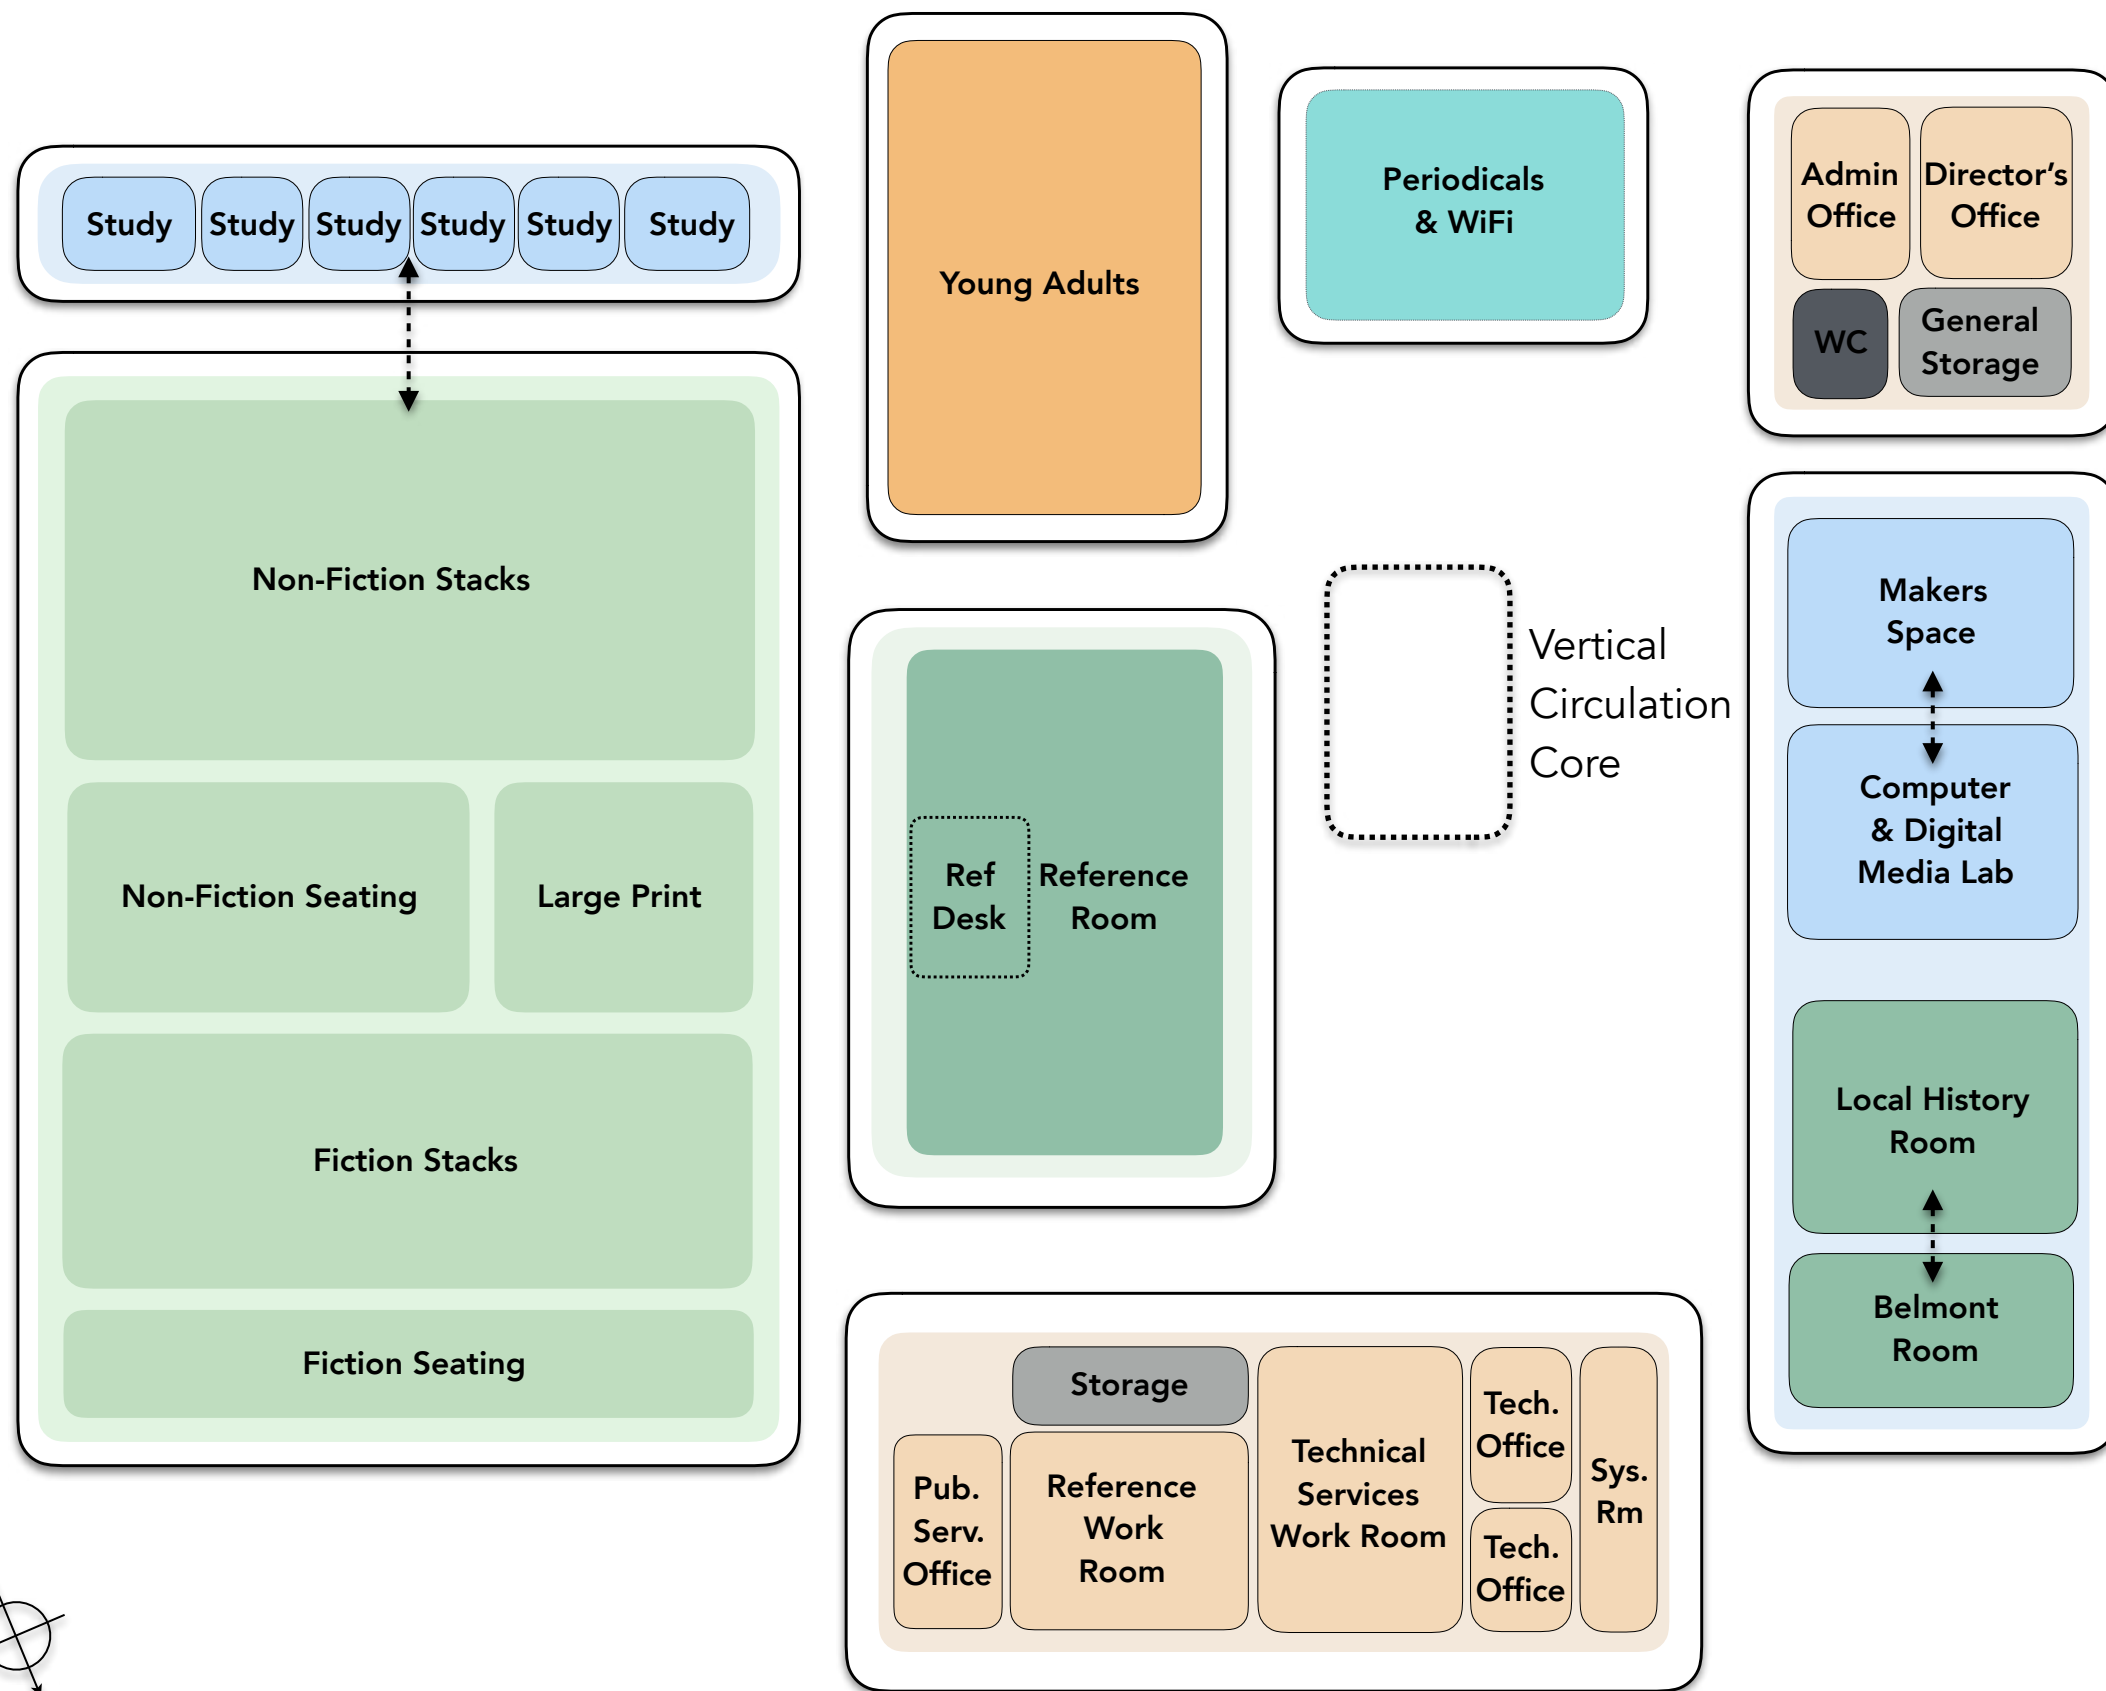 Study
Study
Study
Study
Study
Study
Non-Fiction Stacks
Non-Fiction Seating
Large Print
Fiction Stacks
Fiction Seating
Young Adults
Periodicals
& WiFi
Ref
Desk
Reference
Room
Vertical
Circulation
Core
Admin
Office
Director's
Office
WC
General
Storage
Makers
Space
Computer
& Digital
Media Lab
Local History
Room
Belmont
Room
Storage
Pub.
Serv.
Office
Reference
Work
Room
Technical
Services
Work Room
Tech.
Office
Tech.
Office
Sys.
Rm